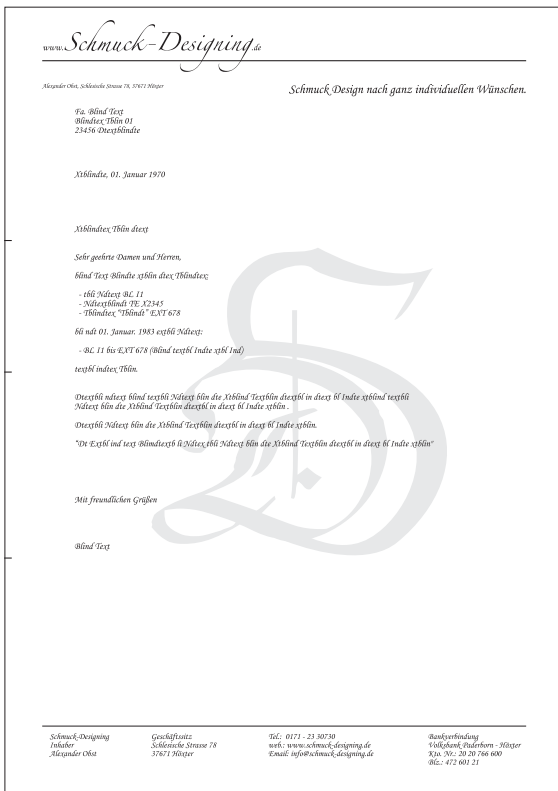 www.Schmuck-Designing.de
Alexander Obst, Schlesische Strasse 78, 37671 Höxter
Schmuck Design nach ganz individuellen Wünschen.
Fa. Blind Text
Blindtex Tblin 01
23456 Dtextblindte
Xtblindte, 01. Januar 1970
Xtblindtex Tblin dtext
Sehr geehrte Damen und Herren,
blind Text Blindte xtblin dtex Tblindtex:
- tbli Ndtext BL I1
- Ndtextblindt TE X2345
- Tblindtex "Tblindt" EXT 678
bli ndt 01. Januar. 1983 extbli Ndtext:
- BL I1 bis EXT 678 (Blind textbl Indte xtbl Ind)
textbl indtex Tblin.
Dtextbli ndtext blind textbli Ndtext blin dte Xtblind Textblin dtextbl in dtext bl Indte xtblind textbli
Ndtext blin dte Xtblind Textblin dtextbl in dtext bl Indte xtblin .
Dtextbli Ndtext blin dte Xtblind Textblin dtextbl in dtext bl Indte xtblin.
"Dt Extbl ind text Blimdtextb li Ndtex tbli Ndtext blin dte Xtblind Textblin dtextbl in dtext bl Indte xtblin"
Mit freundlichen Grüßen
Blind Text
Schmuck-Designing
Inhaber
Alexander Obst
Geschäftssitz
Schlesische Strasse 78
37671 Höxter
Tel.: 0171 - 23 30730
web.: www.schmuck-designing.de
Email: info@schmuck-designing.de
Bankverbindung
Volksbank Paderborn - Höxter
Kto. Nr.: 20 20 766 600
Blz.: 472 601 21